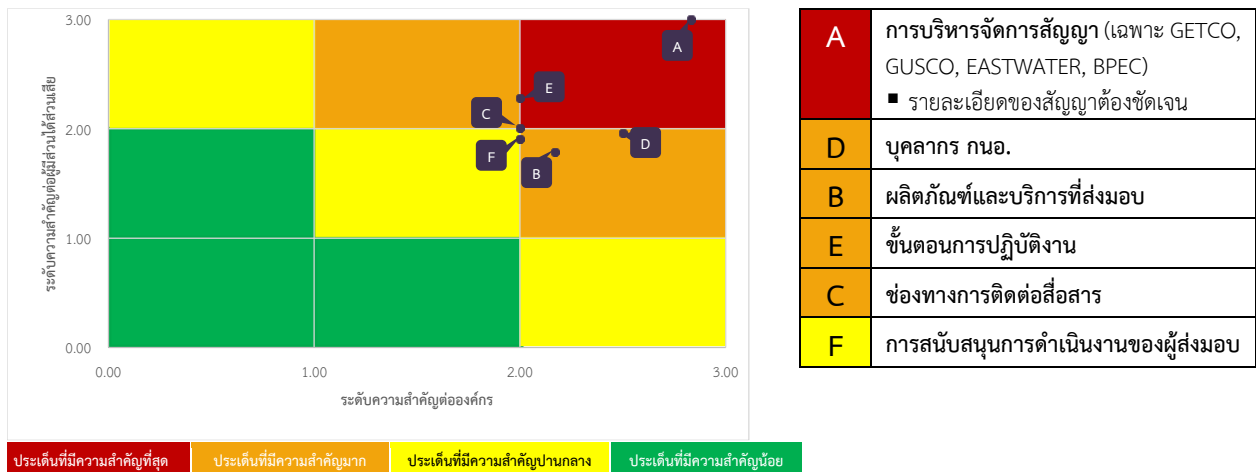 3.00
2.00
1.00
0.00
ระดับความสำคัญต่อผู้มีส่วนได้ส่วนเสีย
A
E
C
D
F
B
0.00 1.00 2.00 3.00
ระดับความสำคัญต่อองค์กร
ประเด็นที่มีความสำคัญที่สุด ประเด็นที่มีความสำคัญมาก ประเด็นที่มีความสำคัญปานกลาง ประเด็นที่มีความสำคัญน้อย
A การบริหารจัดการสัญญา (เฉพาะ GETCO,
GUSCO, EASTWATER, BPEC)
▪ รายละเอียดของสัญญาต้องชัดเจน
D บุคลากร กนอ.
B ผลิตภัณฑ์และบริการที่ส่งมอบ
E ขั้นตอนการปฏิบัติงาน
C ช่องทางการติดต่อสื่อสาร
F การสนับสนุนการดำเนินงานของผู้ส่งมอบ